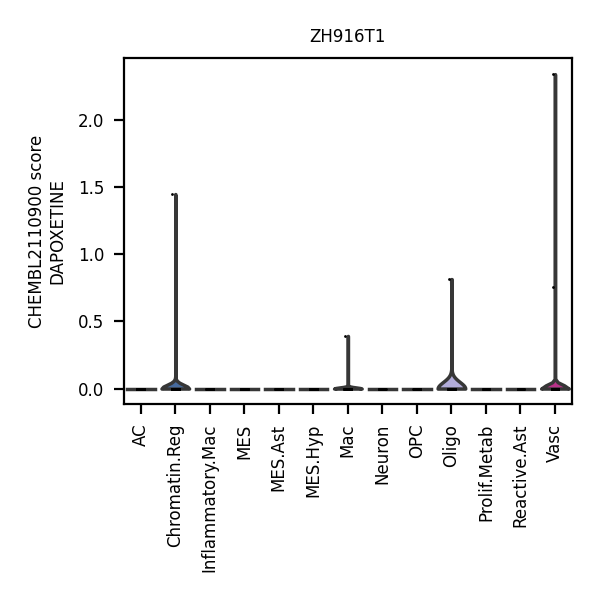 ZH916T1
CHEMBL2110900 score
DAPOXETINE
2.0
1.5
1.0
0.5
0.0
AC
Chromatin.Reg
Inflammatory.Mac
MES
MES.Ast
MES.Hyp
Mac
Neuron
OPC
Oligo
Prolif.Metab
Reactive.Ast
Vasc